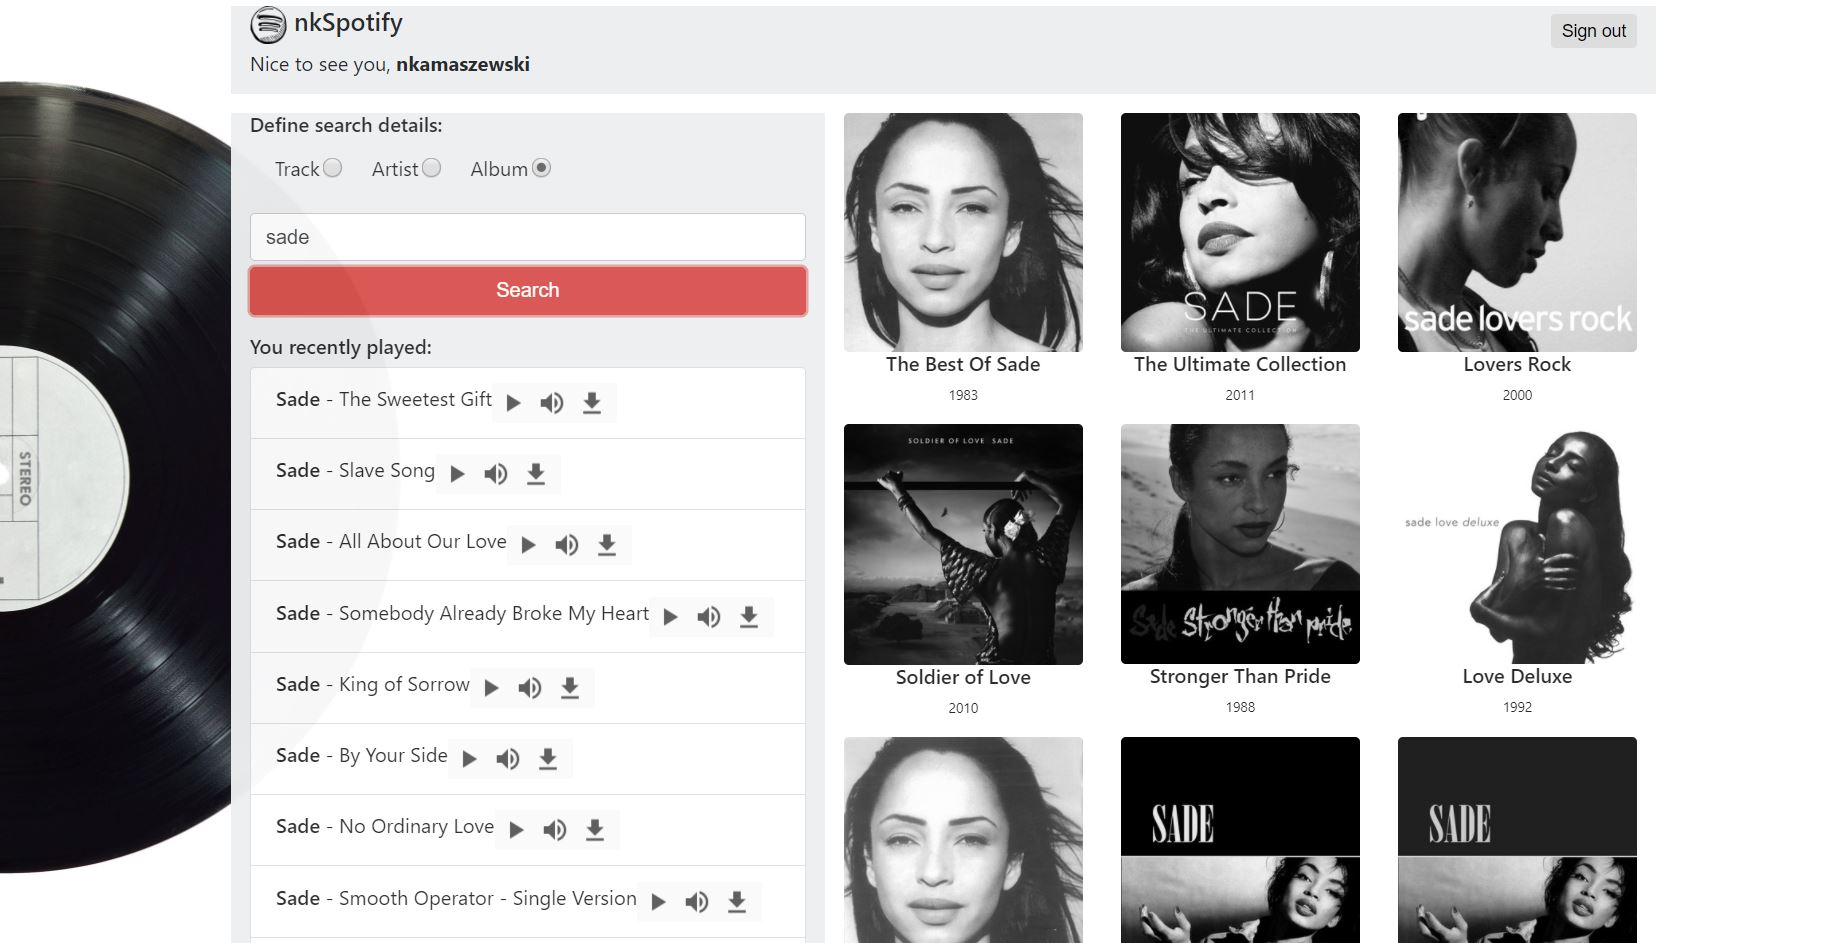 nkSpotify
Sign out
Nice to see you, nkamaszewski
Define search details:
Track Artist Album
sade
Search
You recently played:
Sade - The Sweetest Gift
Sade - Slave Song
Sade - All About Our Love
Sade - Somebody Already Broke My Heart
Sade - King of Sorrow
Sade - By Your Side
Sade - No Ordinary Love
Sade - Smooth Operator - Single Version
STEREO
SADE
THE ULTIMATE COLLECTION
sade lovers rock
The Best Of Sade
1983
The Ultimate Collection
2011
Lovers Rock
2000
SOLDIER OF LOVE SADE
Sade Stronger than pride
sade love deluxe
Soldier of Love
2010
Stronger Than Pride
1988
Love Deluxe
1992
SADE
SADE